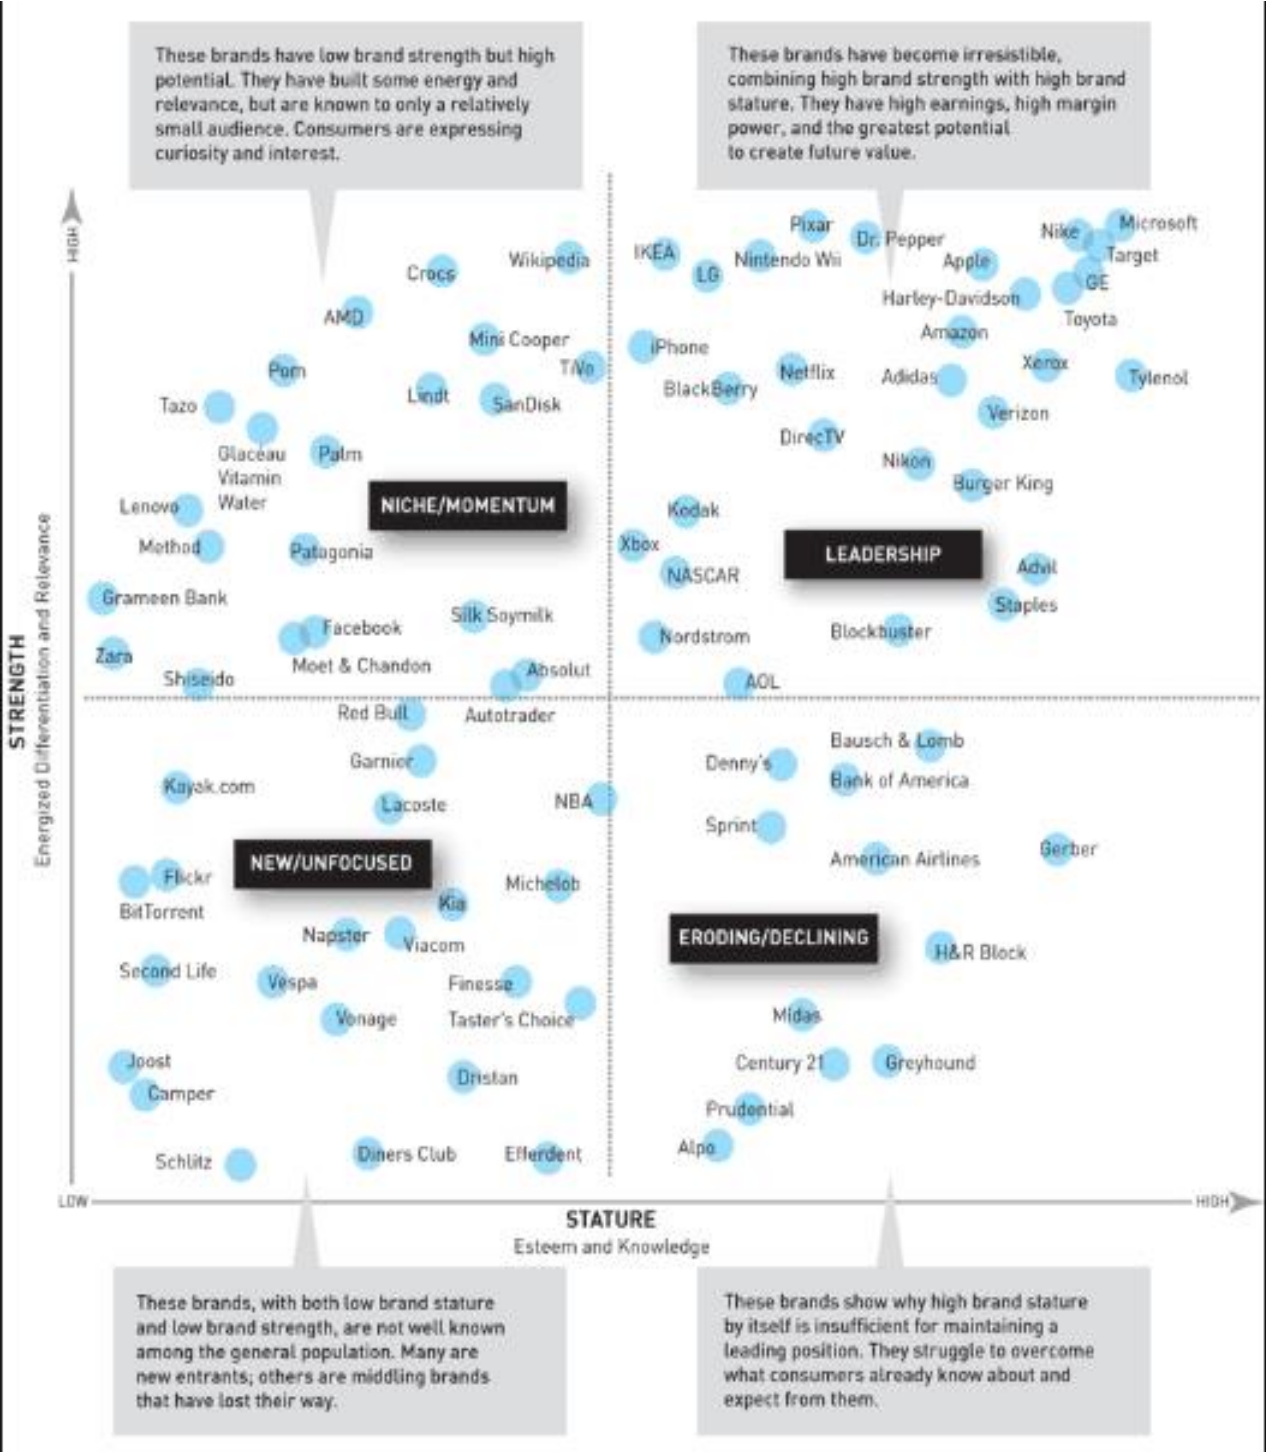 These brands have low brand strength but high
potential. They have built some energy and
relevance, but are known to only a relatively
small audience. Consumers are expressing
curiosity and interest.
These brands have become irresistible,
combining high brand strength with high brand
stature. They have high earnings, high margin
power, and the greatest potential
to create future value.
HIGH
Pixar
Nike
Microsoft
Dr. Pepper
IKEA
Wikipedia
Nintendo Wii
Target
Apple
Crocs
LG
GE
Harley-Davidson
AMD
Toyota
Amazon
Mini Cooper
iPhone
TiVo
Pom
Netflix
Xerox
Adidas
Tylenol
BlackBerry
Lindt
SanDisk
Tazo
Verizon
DirecTV
Glacéau
Vitamin
Water
Palm
Nikon
Burger King
NICHE/MOMENTUM
Lenovo
Kodak
Method
Patagonia
Xbox
LEADERSHIP
NASCAR
Advil
Grameen Bank
Staples
Silk Soymilk
Facebook
Nordstrom
Blockbuster
Zara
Moet & Chandon
Absolut
Shiseido
AOL
STRENGTH
Energized Differentiation and Relevance
Red Bull
Autotrader
Bausch & Lomb
Garnier
Denny's
Bank of America
Kayak.com
Lacoste
NBA
Sprint
NEW/UNFOCUSED
American Airlines
Gerber
Flickr
Michelob
BitTorrent
Kia
Napster
Viacom
ERODING/DECLINING
H&R Block
Second Life
Vespa
Finesse
Vonage
Taster's Choice
Midas
Joost
Century 21
Greyhound
Dristan
Camper
Prudential
Schlitz
Diners Club
Efferdent
Alpo
LOW
HIGH
STATURE
Esteem and Knowledge
These brands, with both low brand stature
and low brand strength, are not well known
among the general population. Many are
new entrants; others are middling brands
that have lost their way.
These brands show why high brand stature
by itself is insufficient for maintaining a
leading position. They struggle to overcome
what consumers already know about and
expect from them.